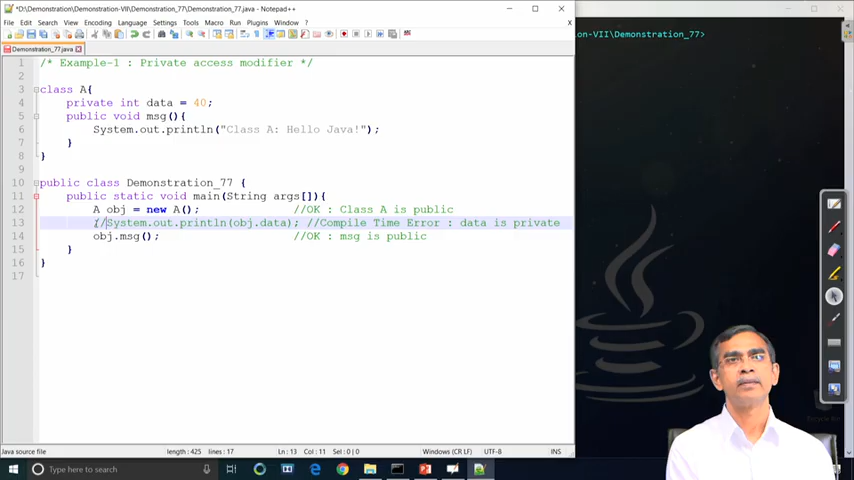 *D:\Demonstration\Demonstration-VII\Demonstration_77\Demonstration_77.java - Notepad++
File Edit Search View Encoding Language Settings Tools Macro Run Plugins Window ?
X
Demonstration_77.java
1 /* Example-1 : Private access modifier */
2
3 class A{
4 private int data = 40;
5 public void msg(){
6 System.out.println("Class A: Hello Java!");
7 }
8 }
9
10 public class Demonstration_77 {
11 public static void main(String args[]){
12 A obj = new A(); //OK : Class A is public
13 //System.out.println(obj.data); //Compile Time Error : data is private
14 obj.msg(); //OK : msg is public
15 }
16 }
17
Java source file length : 425 lines : 17 Ln : 13 Col : 11 Sel : 0 | 0 Windows (CR LF) UTF-8 INS
on-VII\Demonstration_77>
Recycle Bin
Type here to search